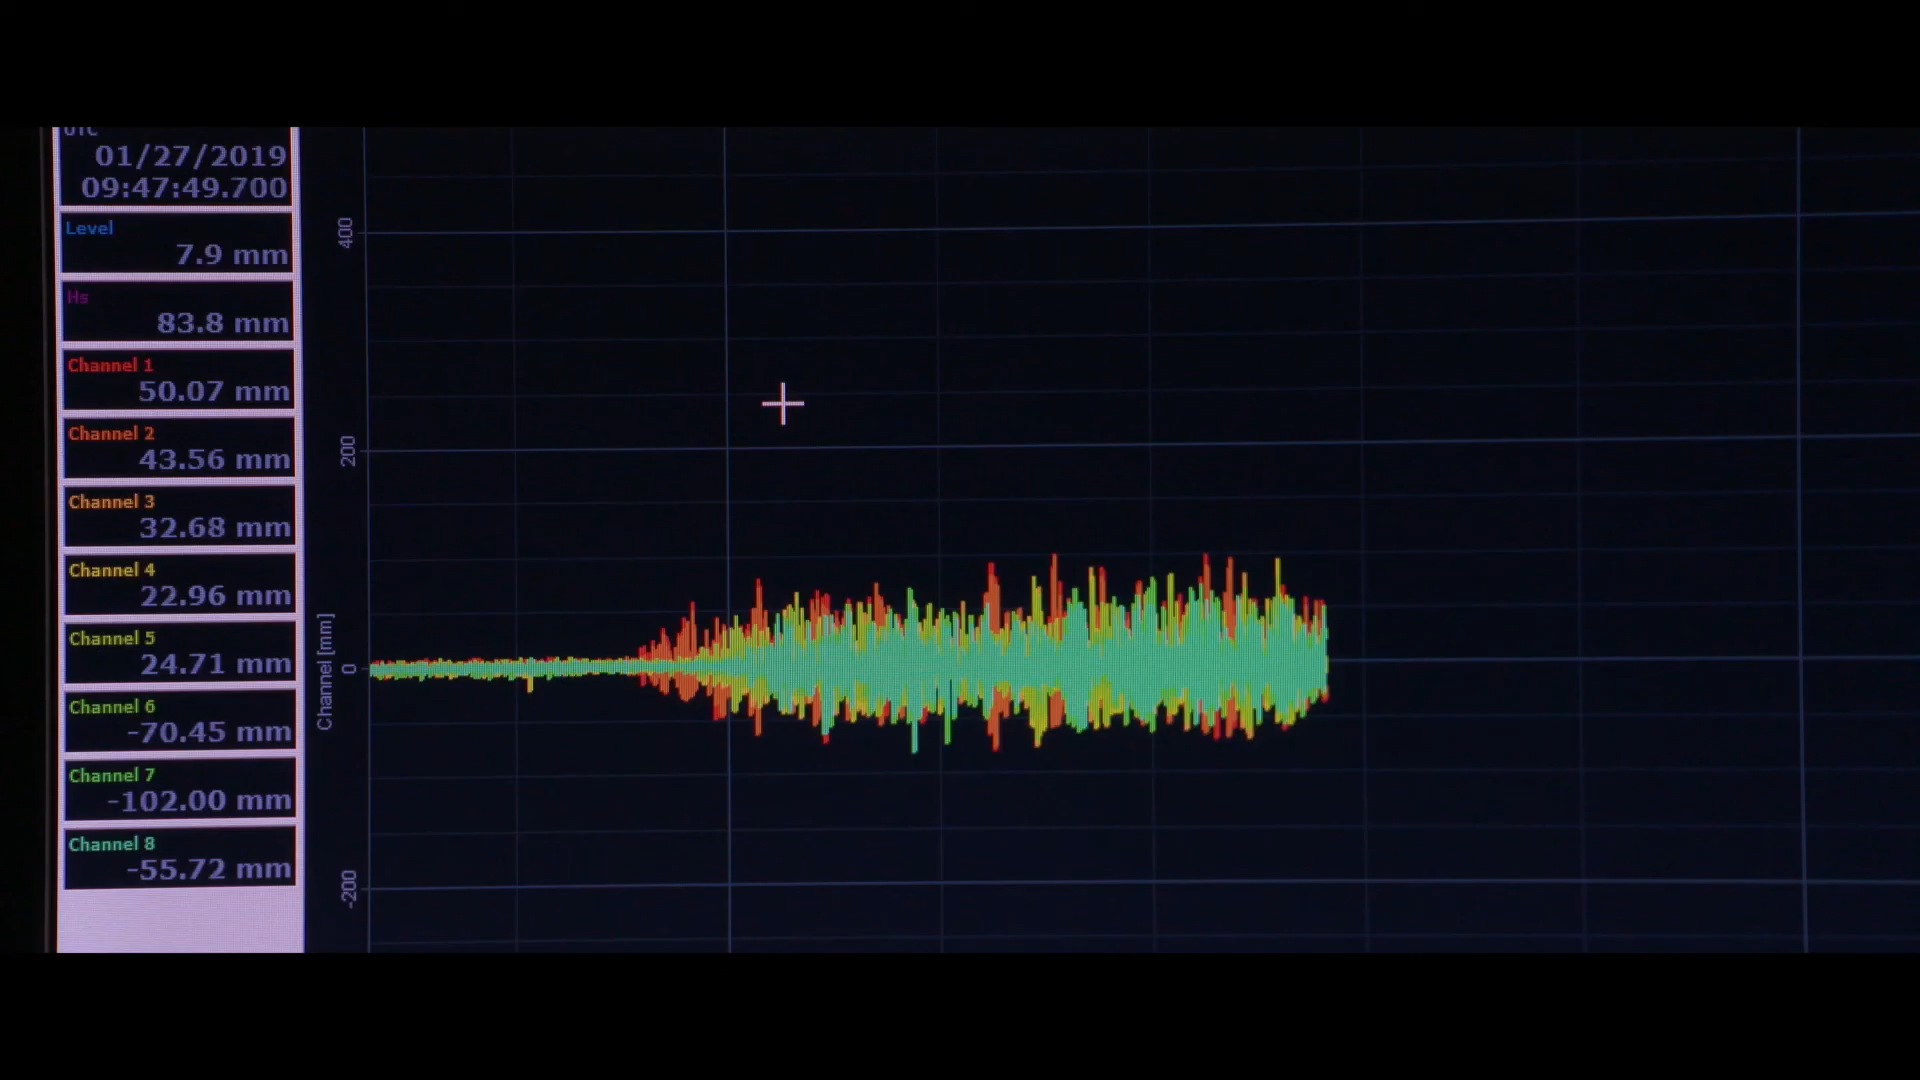 UTC
01/27/2019
09:47:49.700
Level
7.9 mm
Hs
83.8 mm
Channel 1
50.07 mm
Channel 2
43.56 mm
Channel 3
32.68 mm
Channel 4
22.96 mm
Channel 5
24.71 mm
Channel 6
-70.45 mm
Channel 7
-102.00 mm
Channel 8
-55.72 mm
400
200
0
-200
Channel [mm]